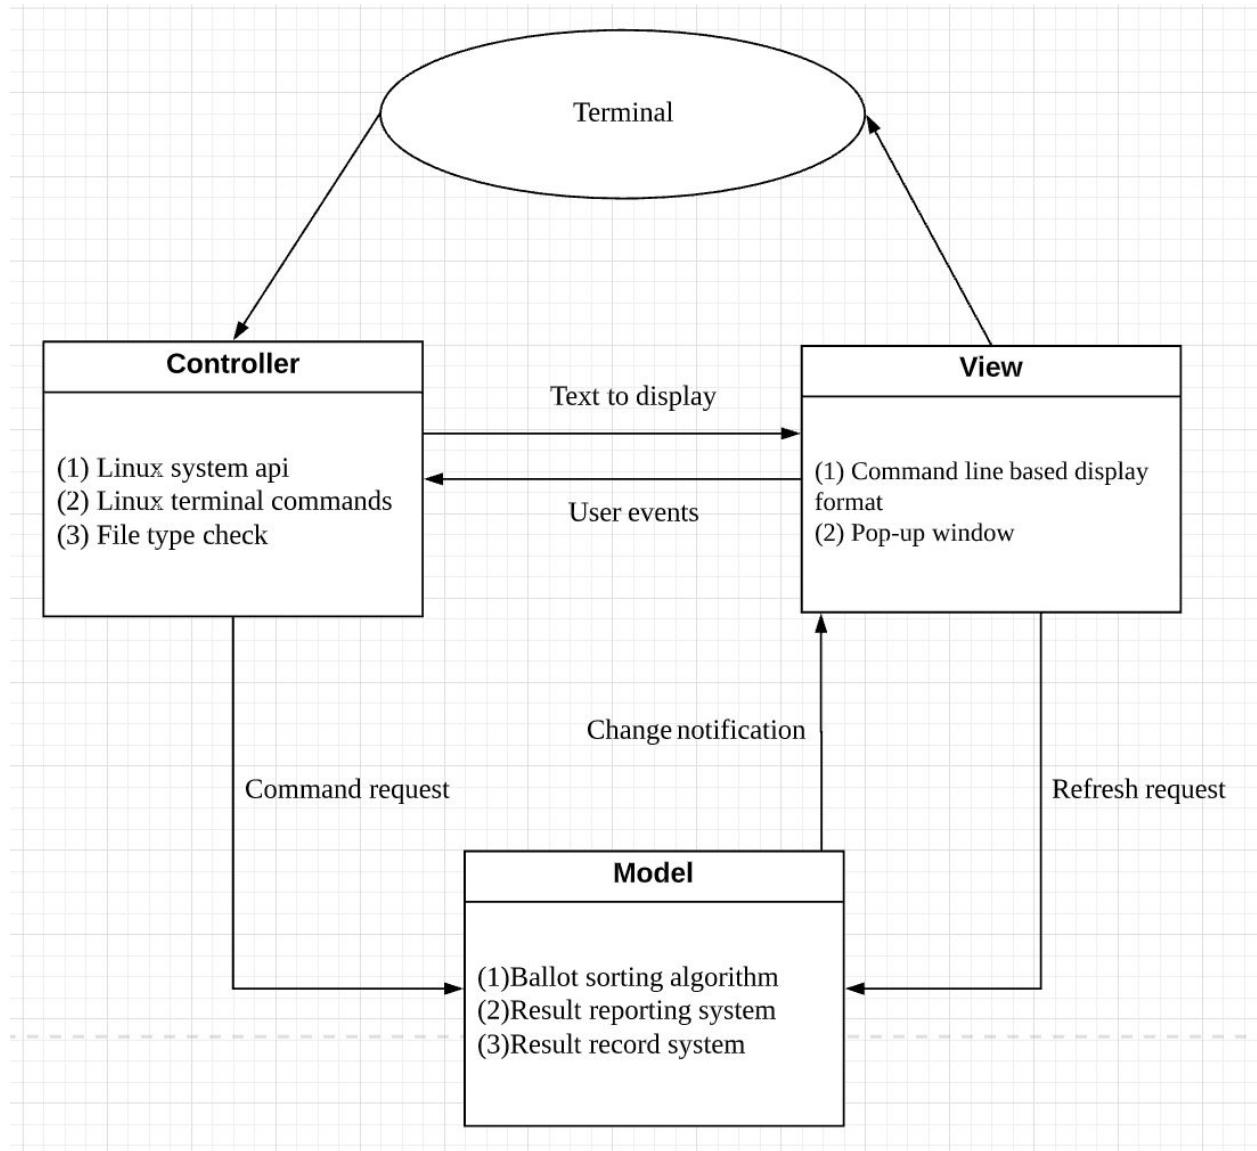 Terminal
Controller
(1) Linux system api
(2) Linux terminal commands
(3) File type check
Text to display
User events
View
(1) Command line based display
format
(2) Pop-up window
Change notification
Command request
Refresh request
Model
(1)Ballot sorting algorithm
(2)Result reporting system
(3)Result record system